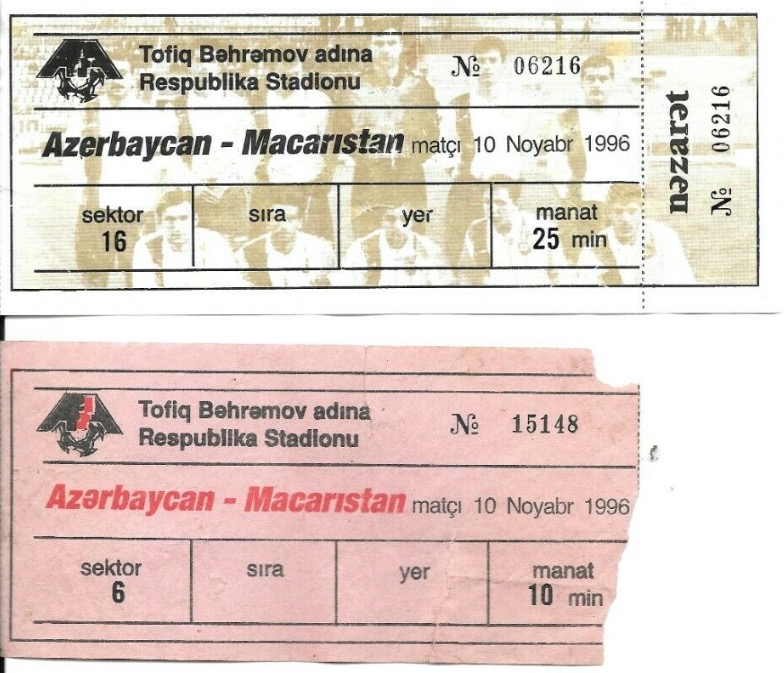 Tofiq Bəhrəmov adına
Respublika Stadionu
№ 06216
Azerbaycan - Macarıstan matçı 10 Noyabr 1996
sektor
16
sıra
yer
manat
25 min
nəzarət
№ 06216
Tofiq Bəhrəmov adına
Respublika Stadionu
№ 15148
Azərbaycan - Macarıstan matçı 10 Noyabr 1996
sektor
6
sıra
yer
manat
10 min